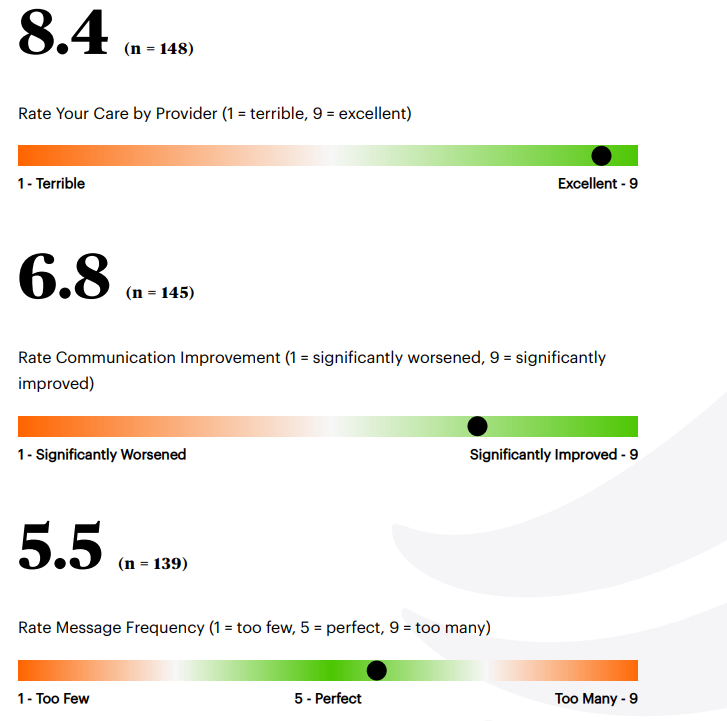 8.4 (n = 148)
Rate Your Care by Provider (1 = terrible, 9 = excellent)
1 - Terrible Excellent - 9
6.8 (n = 145)
Rate Communication Improvement (1 = significantly worsened, 9 = significantly
improved)
1 - Significantly Worsened Significantly Improved - 9
5.5 (n = 139)
Rate Message Frequency (1 = too few, 5 = perfect, 9 = too many)
1 - Too Few 5 - Perfect Too Many - 9